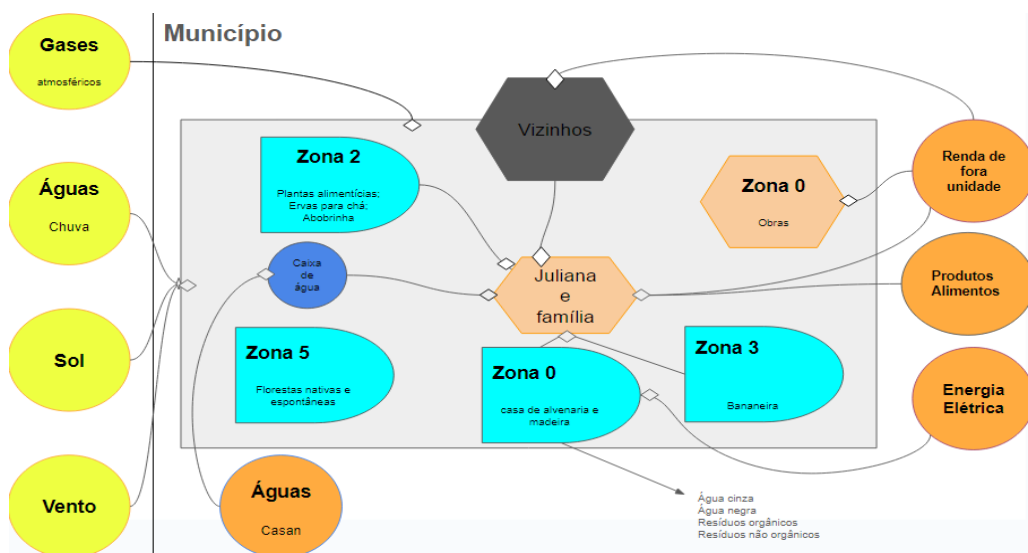 Município
Gases
atmosféricos
Águas
Chuva
Sol
Vento
Vizinhos
Zona 2
Plantas alimentícias;
Ervas para chá;
Abobrinha
Zona 0
Obras
Renda de
fora
unidade
Caixa
de
água
Juliana
e
família
Produtos
Alimentos
Zona 5
Florestas nativas e
espontâneas
Zona 0
casa de alvenaria e
madeira
Zona 3
Bananeira
Energia
Elétrica
Águas
Casan
Água cinza
Água negra
Resíduos orgânicos
Resíduos não orgânicos